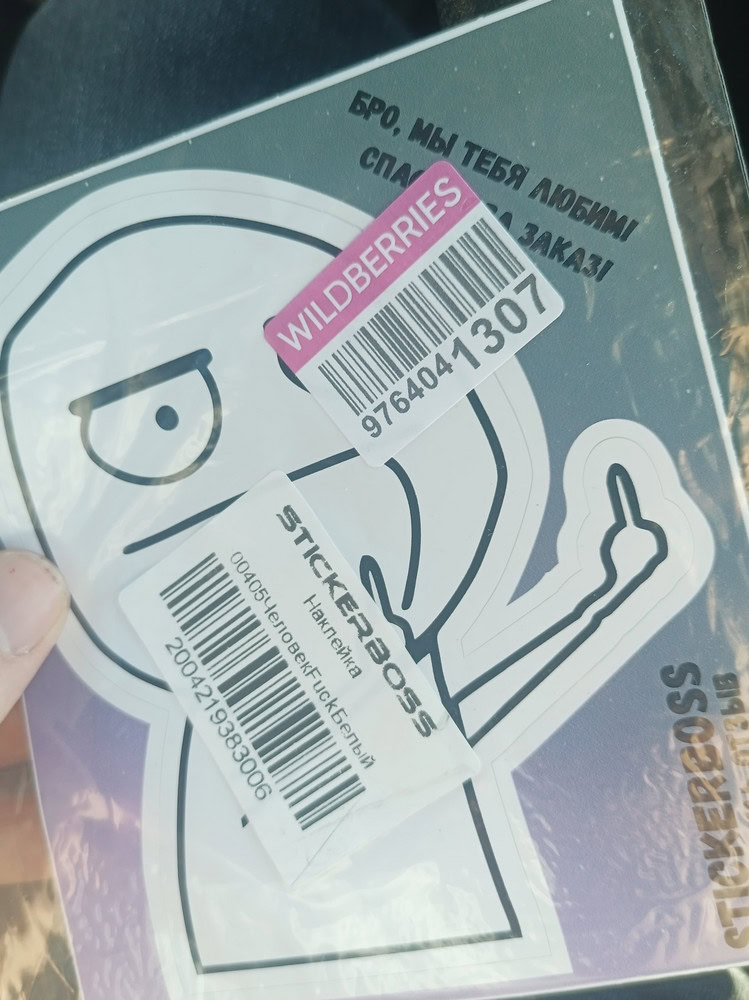 БРО, МЫ ТЕБЯ ЛЮБИМ!
ЗАКАЗ!
WILDBERRIES
9764041307
STICKERBOSS
Наклейка
00405ЧеловекFuckБелый
2004219383006
STICKERBOSS